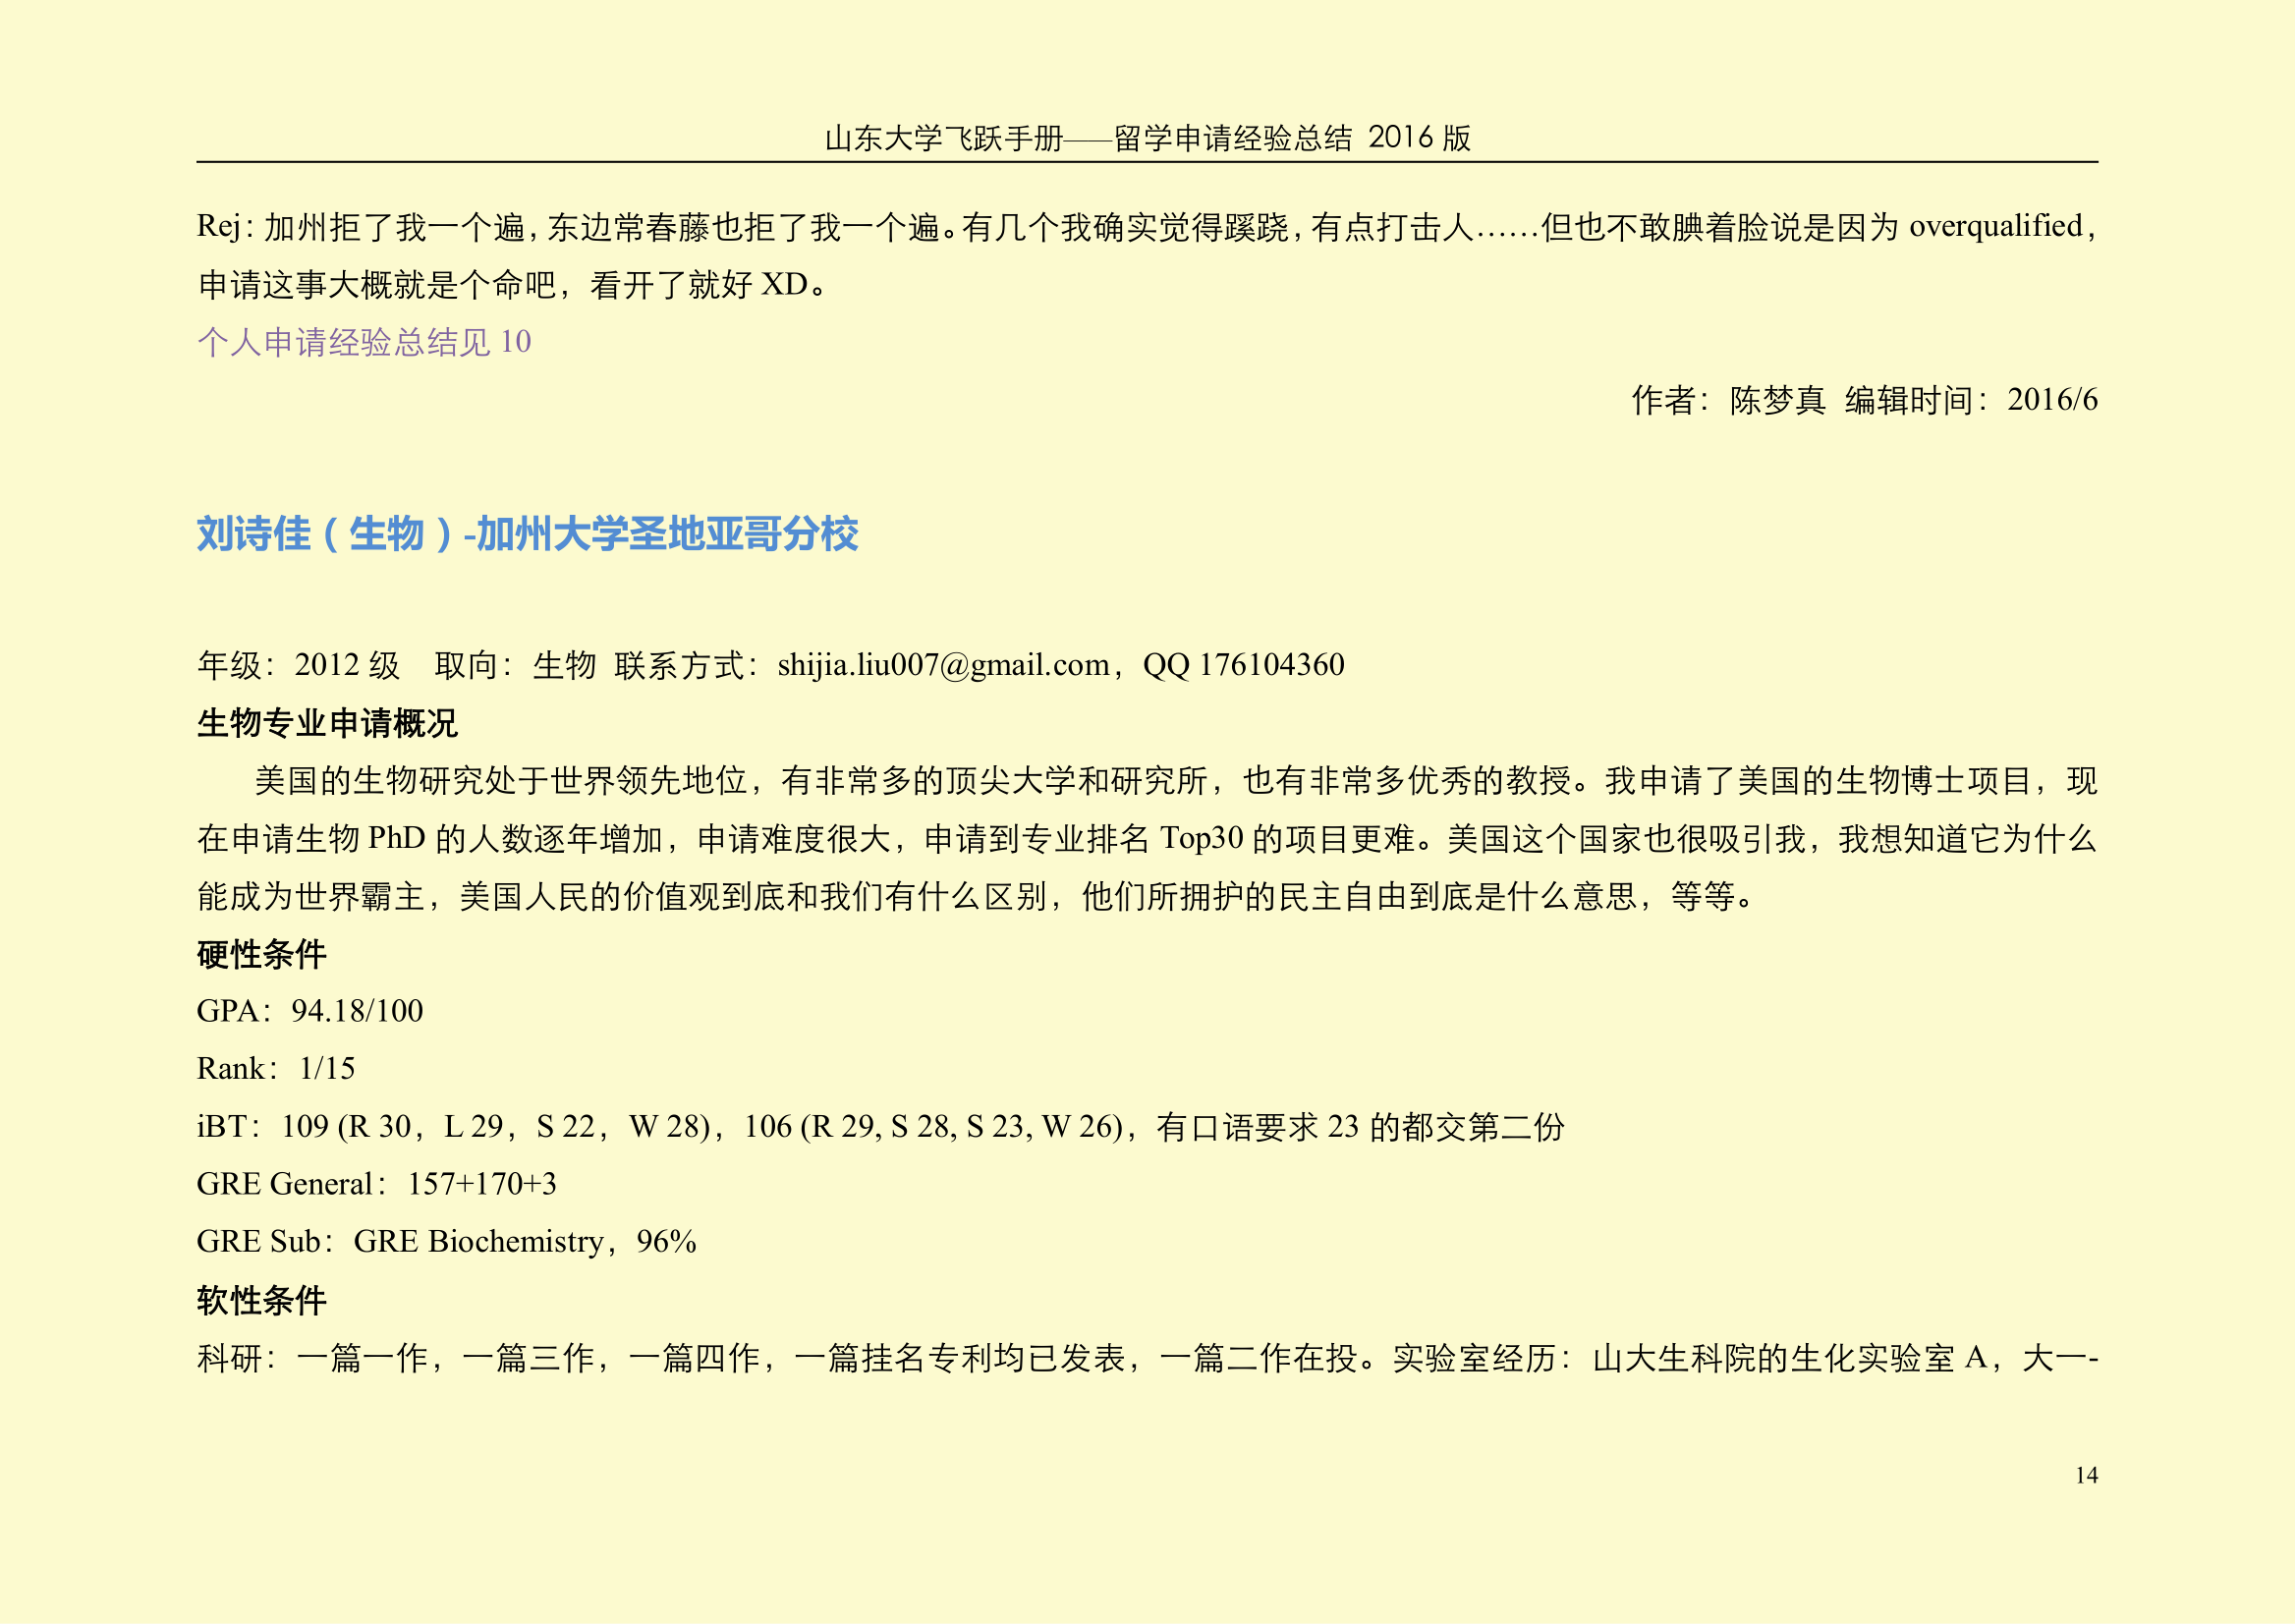 山东大学飞跃手册——留学申请经验总结 2016 版
Rej：加州拒了我一个遍，东边常春藤也拒了我一个遍。有几个我确实觉得蹊跷，有点打击人……但也不敢腆着脸说是因为 overqualified，
申请这事大概就是个命吧，看开了就好 XD。
个人申请经验总结见 10
作者：陈梦真 编辑时间：2016/6
刘诗佳（生物）-加州大学圣地亚哥分校
年级：2012 级 取向：生物 联系方式：shijia.liu007@gmail.com，QQ 176104360
生物专业申请概况
美国的生物研究处于世界领先地位，有非常多的顶尖大学和研究所，也有非常多优秀的教授。我申请了美国的生物博士项目，现
在申请生物 PhD 的人数逐年增加，申请难度很大，申请到专业排名 Top30 的项目更难。美国这个国家也很吸引我，我想知道它为什么
能成为世界霸主，美国人民的价值观到底和我们有什么区别，他们所拥护的民主自由到底是什么意思，等等。
硬性条件
GPA：94.18/100
Rank：1/15
iBT：109 (R 30，L 29，S 22，W 28)，106 (R 29, S 28, S 23, W 26)，有口语要求 23 的都交第二份
GRE General：157+170+3
GRE Sub：GRE Biochemistry，96%
软性条件
科研：一篇一作，一篇三作，一篇四作，一篇挂名专利均已发表，一篇二作在投。实验室经历：山大生科院的生化实验室 A，大一-
14